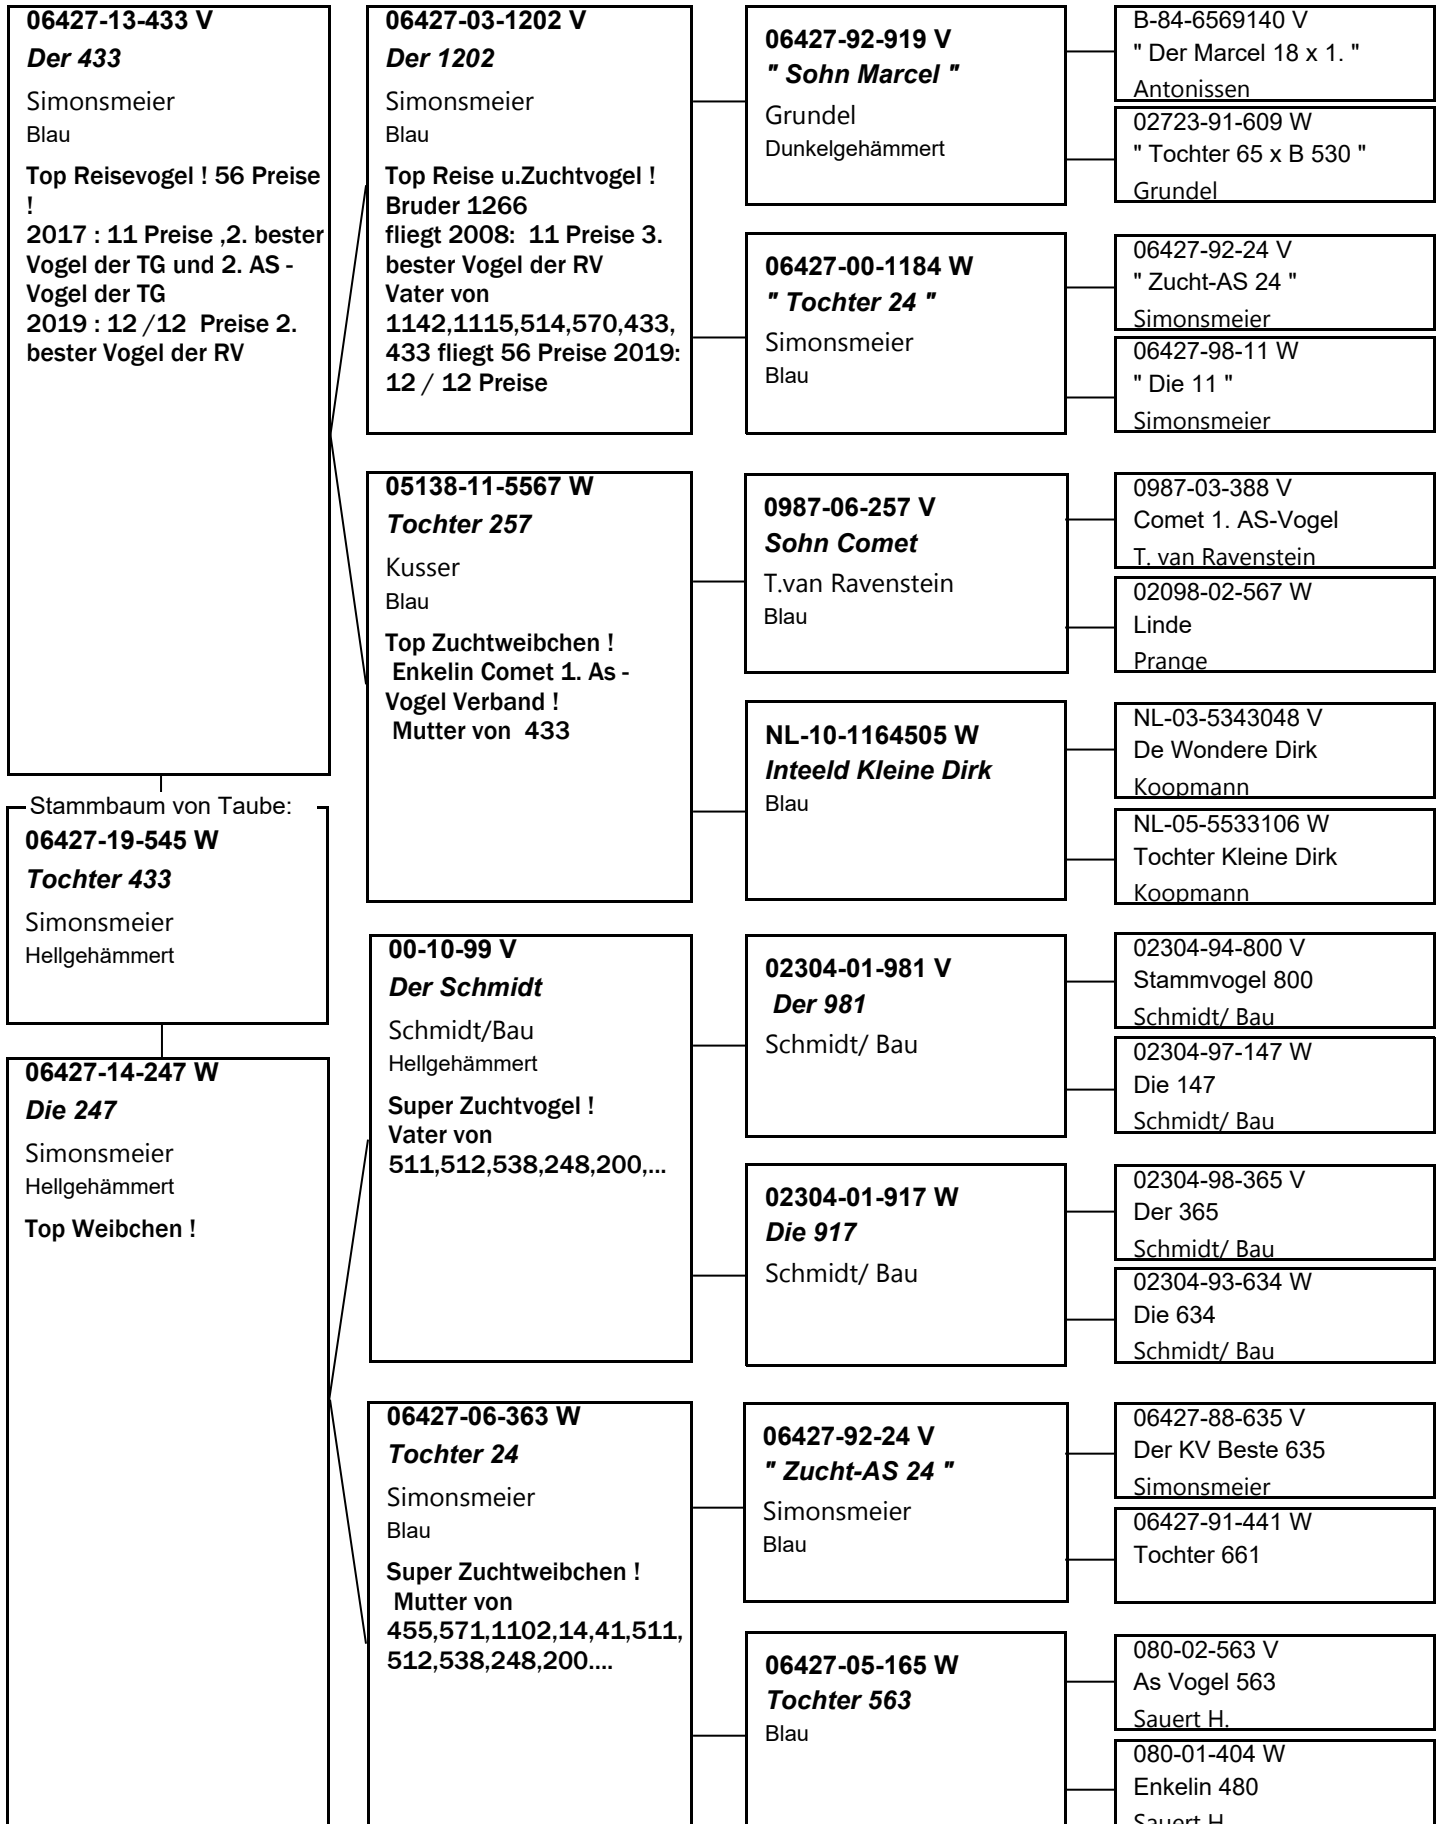 06427-13-433 V
Der 433
Simonsmeier
Blau
Top Reisevogel ! 56 Preise
!
2017 : 11 Preise ,2. bester
Vogel der TG und 2. AS -
Vogel der TG
2019 : 12 /12 Preise 2.
bester Vogel der RV
Stammbaum von Taube:
06427-19-545 W
Tochter 433
Simonsmeier
Hellgehämmert
06427-14-247 W
Die 247
Simonsmeier
Hellgehämmert
Top Weibchen !
06427-03-1202 V
Der 1202
Simonsmeier
Blau
Top Reise u.Zuchtvogel !
Bruder 1266
fliegt 2008: 11 Preise 3.
bester Vogel der RV
Vater von
1142,1115,514,570,433,
433 fliegt 56 Preise 2019:
12 / 12 Preise
05138-11-5567 W
Tochter 257
Kusser
Blau
Top Zuchtweibchen !
Enkelin Comet 1. As -
Vogel Verband !
Mutter von 433
00-10-99 V
Der Schmidt
Schmidt/Bau
Hellgehämmert
Super Zuchtvogel !
Vater von
511,512,538,248,200,...
06427-06-363 W
Tochter 24
Simonsmeier
Blau
Super Zuchtweibchen !
Mutter von
455,571,1102,14,41,511,
512,538,248,200....
06427-92-919 V
" Sohn Marcel "
Grundel
Dunkelgehämmert
06427-00-1184 W
" Tochter 24 "
Simonsmeier
Blau
0987-06-257 V
Sohn Comet
T.van Ravenstein
Blau
NL-10-1164505 W
Inteeld Kleine Dirk
Blau
02304-01-981 V
Der 981
Schmidt/ Bau
02304-01-917 W
Die 917
Schmidt/ Bau
06427-92-24 V
" Zucht-AS 24 "
Simonsmeier
Blau
06427-05-165 W
Tochter 563
Blau
B-84-6569140 V
" Der Marcel 18 x 1. "
Antonissen
02723-91-609 W
" Tochter 65 x B 530 "
Grundel
06427-92-24 V
" Zucht-AS 24 "
Simonsmeier
06427-98-11 W
" Die 11 "
Simonsmeier
0987-03-388 V
Comet 1. AS-Vogel
T. van Ravenstein
02098-02-567 W
Linde
Prange
NL-03-5343048 V
De Wondere Dirk
Koopmann
NL-05-5533106 W
Tochter Kleine Dirk
Koopmann
02304-94-800 V
Stammvogel 800
Schmidt/ Bau
02304-97-147 W
Die 147
Schmidt/ Bau
02304-98-365 V
Der 365
Schmidt/ Bau
02304-93-634 W
Die 634
Schmidt/ Bau
06427-88-635 V
Der KV Beste 635
Simonsmeier
06427-91-441 W
Tochter 661
080-02-563 V
As Vogel 563
Sauert H.
080-01-404 W
Enkelin 480
Sauert H.